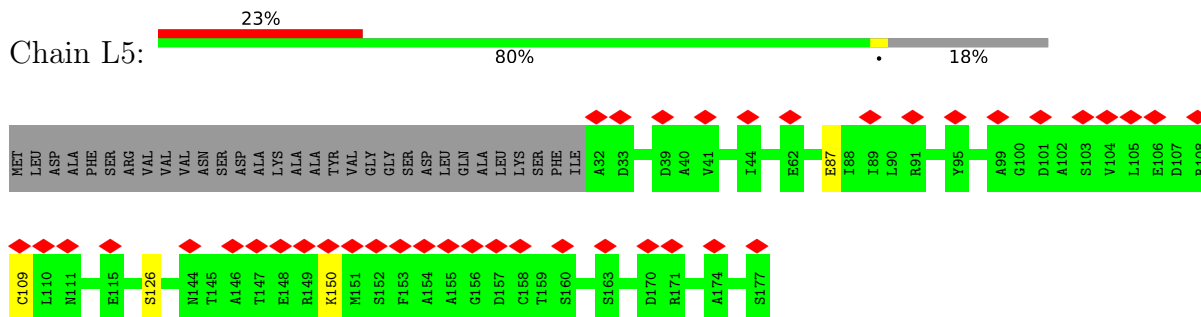 23%
Chain L5:
80% • 18%
MET LEU ASP ALA PHE SER ARG VAL VAL VAL ASN SER ASP ALA LYS ALA ALA TYR VAL GLY GLY SER ASP LEU GLN ALA LEU LYS SER PHE ILE A32 D33 D39 A40 V41 I44 E62 E87 I88 I89 L90 R91 Y95 A99 G100 D101 A102 S103 V104 L105 E106 D107
C109 L110 N111 E115 S126 N144 T145 A146 T147 E148 R149 K150 M151 S152 F153 A154 A155 G156 D157 C158 T159 S160 S163 D170 R171 A174 S177